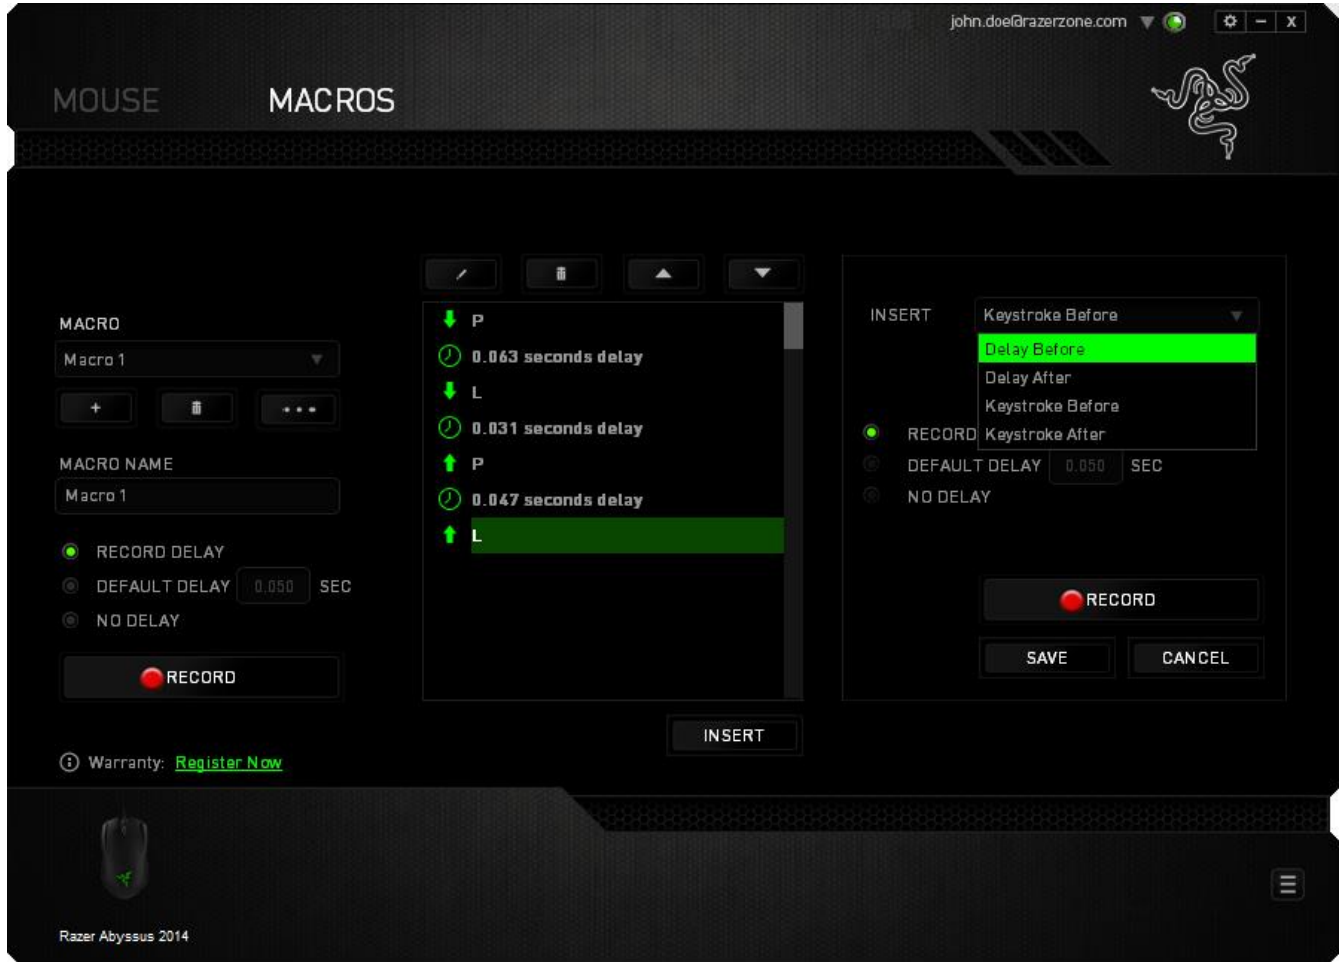 john.doe@razerzone.com
X
MOUSE
MACROS
MACRO
Macro 1
MACRO NAME
Macro 1
RECORD DELAY
DEFAULT DELAY 0.050 SEC
NO DELAY
RECORD
P
0.063 seconds delay
L
0.031 seconds delay
P
0.047 seconds delay
L
INSERT
INSERT Keystroke Before
Delay Before
Delay After
Keystroke Before
Keystroke After
RECORD
DEFAULT DELAY 0.050 SEC
NO DELAY
RECORD
SAVE CANCEL
Warranty: Register Now
Razer Abyssus 2014